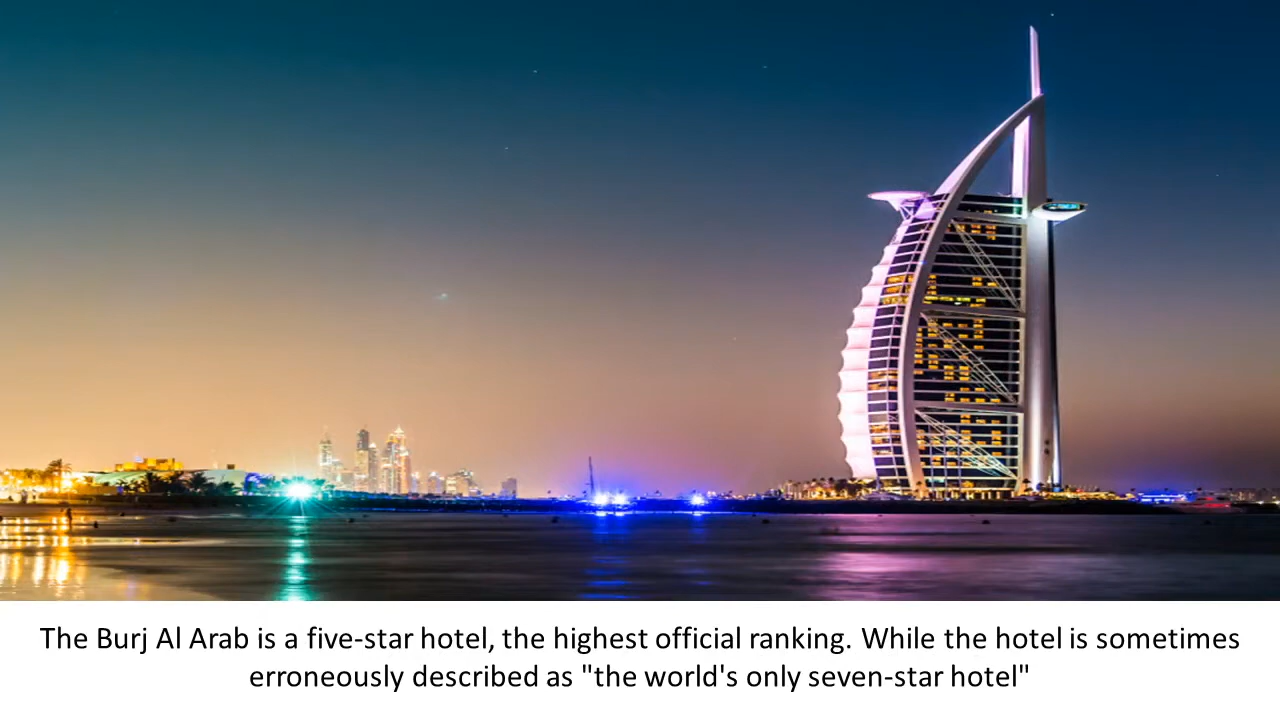 The Burj Al Arab is a five-star hotel, the highest official ranking. While the hotel is sometimes
erroneously described as "the world's only seven-star hotel"